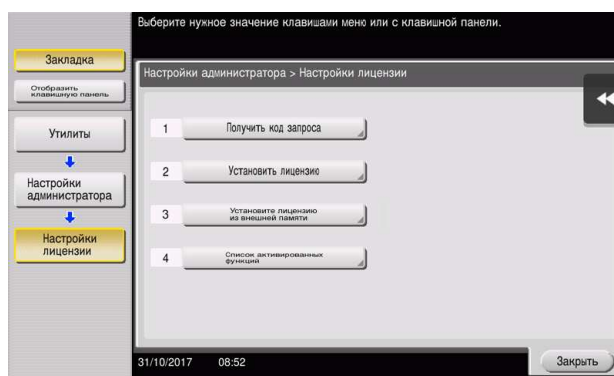 Выберите нужное значение клавишами меню или с клавишной панели.
Закладка
Отобразить
клавишную панель
Утилиты
Настройки
администратора
Настройки
лицензии
Настройки администратора > Настройки лицензии
1 Получить код запроса
2 Установить лицензию
3 Установите лицензию
из внешней памяти
4 Список активированных
функций
31/10/2017 08:52
Закрыть